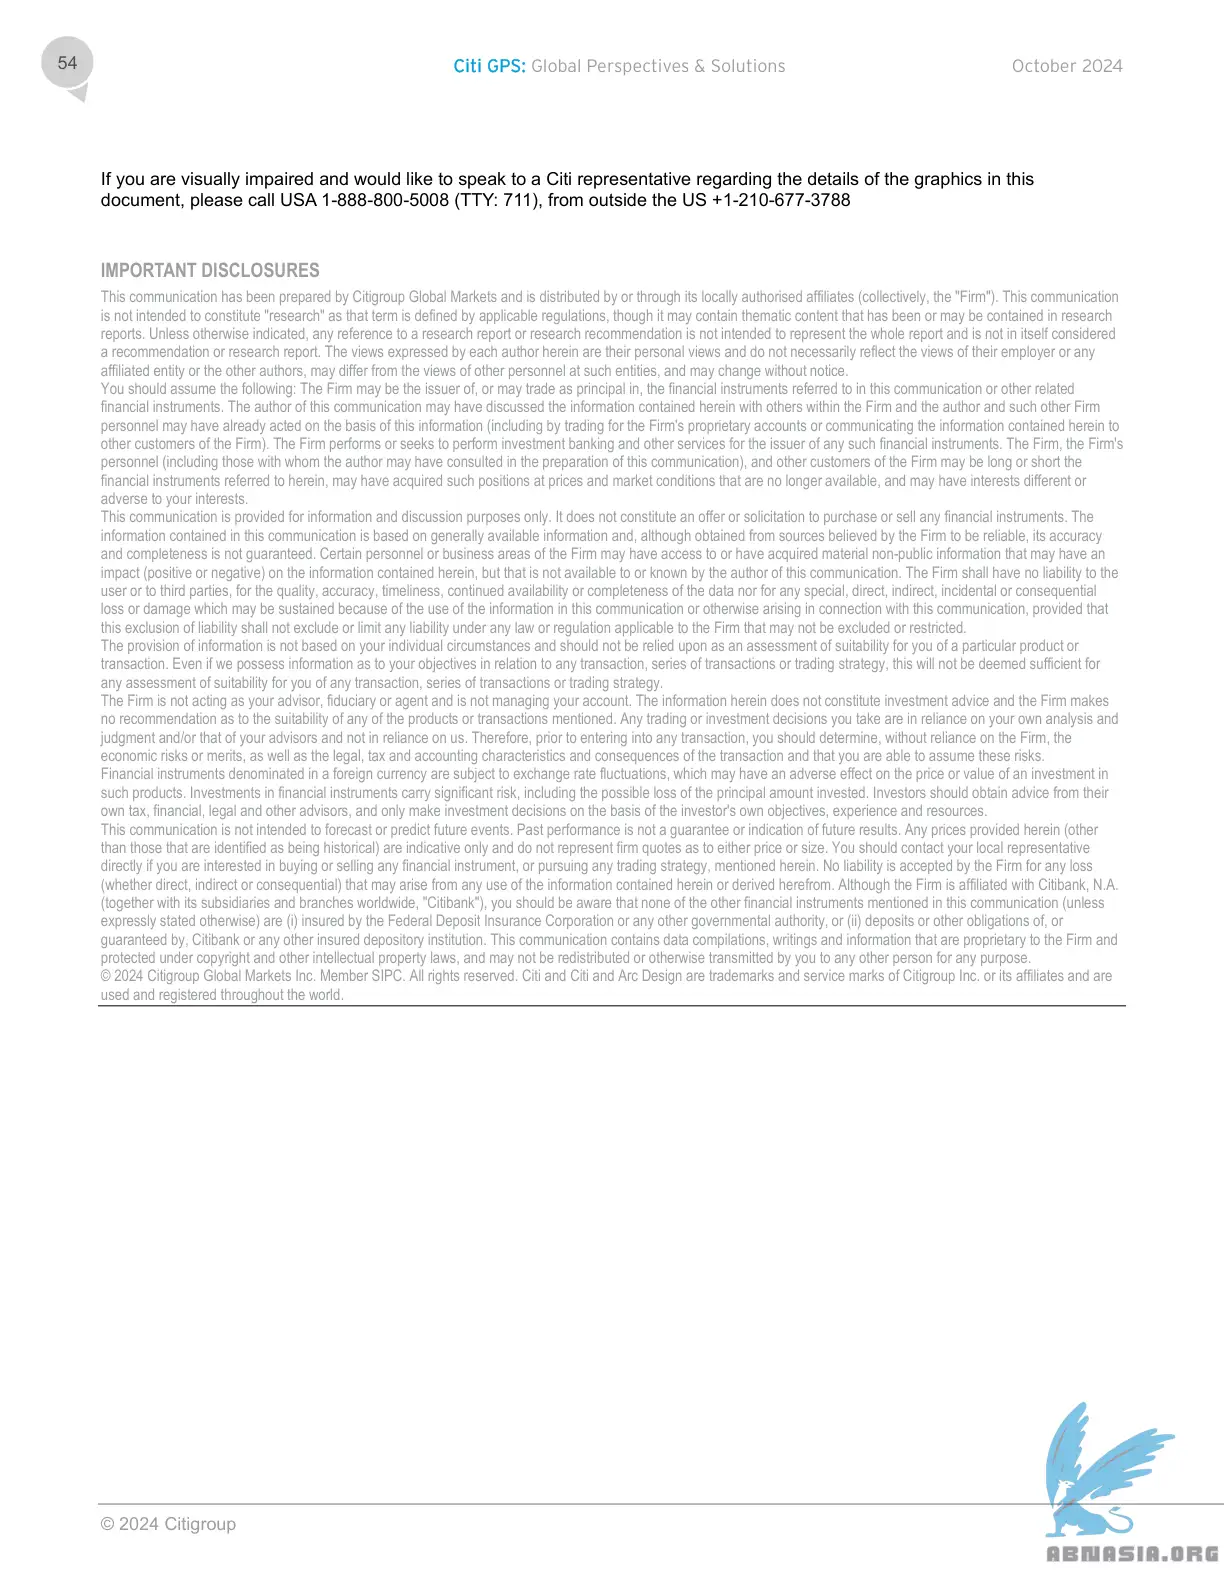 54
Citi GPS: Global Perspectives & Solutions
October 2024
If you are visually impaired and would like to speak to a Citi representative regarding the details of the graphics in this
document, please call USA 1-888-800-5008 (TTY: 711), from outside the US +1-210-677-3788
IMPORTANT DISCLOSURES
This communication has been prepared by Citigroup Global Markets and is distributed by or through its locally authorised affiliates (collectively, the "Firm"). This communication
is not intended to constitute "research" as that term is defined by applicable regulations, though it may contain thematic content that has been or may be contained in research
reports. Unless otherwise indicated, any reference to a research report or research recommendation is not intended to represent the whole report and is not in itself considered
a recommendation or research report. The views expressed by each author herein are their personal views and do not necessarily reflect the views of their employer or any
affiliated entity or the other authors, may differ from the views of other personnel at such entities, and may change without notice.
You should assume the following: The Firm may be the issuer of, or may trade as principal in, the financial instruments referred to in this communication or other related
financial instruments. The author of this communication may have discussed the information contained herein with others within the Firm and the author and such other Firm
personnel may have already acted on the basis of this information (including by trading for the Firm's proprietary accounts or communicating the information contained herein to
other customers of the Firm). The Firm performs or seeks to perform investment banking and other services for the issuer of any such financial instruments. The Firm, the Firm's
personnel (including those with whom the author may have consulted in the preparation of this communication), and other customers of the Firm may be long or short the
financial instruments referred to herein, may have acquired such positions at prices and market conditions that are no longer available, and may have interests different or
adverse to your interests.
This communication is provided for information and discussion purposes only. It does not constitute an offer or solicitation to purchase or sell any financial instruments. The
information contained in this communication is based on generally available information and, although obtained from sources believed by the Firm to be reliable, its accuracy
and completeness is not guaranteed. Certain personnel or business areas of the Firm may have access to or have acquired material non-public information that may have an
impact (positive or negative) on the information contained herein, but that is not available to or known by the author of this communication. The Firm shall have no liability to the
user or to third parties, for the quality, accuracy, timeliness, continued availability or completeness of the data nor for any special, direct, indirect, incidental or consequential
loss or damage which may be sustained because of the use of the information in this communication or otherwise arising in connection with this communication, provided that
this exclusion of liability shall not exclude or limit any liability under any law or regulation applicable to the Firm that may not be excluded or restricted.
The provision of information is not based on your individual circumstances and should not be relied upon as an assessment of suitability for you of a particular product or
transaction. Even if we possess information as to your objectives in relation to any transaction, series of transactions or trading strategy, this will not be deemed sufficient for
any assessment of suitability for you of any transaction, series of transactions or trading strategy.
The Firm is not acting as your advisor, fiduciary or agent and is not managing your account. The information herein does not constitute investment advice and the Firm makes
no recommendation as to the suitability of any of the products or transactions mentioned. Any trading or investment decisions you take are in reliance on your own analysis and
judgment and/or that of your advisors and not in reliance on us. Therefore, prior to entering into any transaction, you should determine, without reliance on the Firm, the
economic risks or merits, as well as the legal, tax and accounting characteristics and consequences of the transaction and that you are able to assume these risks.
Financial instruments denominated in a foreign currency are subject to exchange rate fluctuations, which may have an adverse effect on the price or value of an investment in
such products. Investments in financial instruments carry significant risk, including the possible loss of the principal amount invested. Investors should obtain advice from their
own tax, financial, legal and other advisors, and only make investment decisions on the basis of the investor's own objectives, experience and resources.
This communication is not intended to forecast or predict future events. Past performance is not a guarantee or indication of future results. Any prices provided herein (other
than those that are identified as being historical) are indicative only and do not represent firm quotes as to either price or size. You should contact your local representative
directly if you are interested in buying or selling any financial instrument, or pursuing any trading strategy, mentioned herein. No liability is accepted by the Firm for any loss
(whether direct, indirect or consequential) that may arise from any use of the information contained herein or derived herefrom. Although the Firm is affiliated with Citibank, N.A.
(together with its subsidiaries and branches worldwide, "Citibank"), you should be aware that none of the other financial instruments mentioned in this communication (unless
expressly stated otherwise) are (i) insured by the Federal Deposit Insurance Corporation or any other governmental authority, or (ii) deposits or other obligations of, or
guaranteed by, Citibank or any other insured depository institution. This communication contains data compilations, writings and information that are proprietary to the Firm and
protected under copyright and other intellectual property laws, and may not be redistributed or otherwise transmitted by you to any other person for any purpose.
© 2024 Citigroup Global Markets Inc. Member SIPC. All rights reserved. Citi and Citi and Arc Design are trademarks and service marks of Citigroup Inc. or its affiliates and are
used and registered throughout the world.
© 2024 Citigroup
ABNASIA.ORG